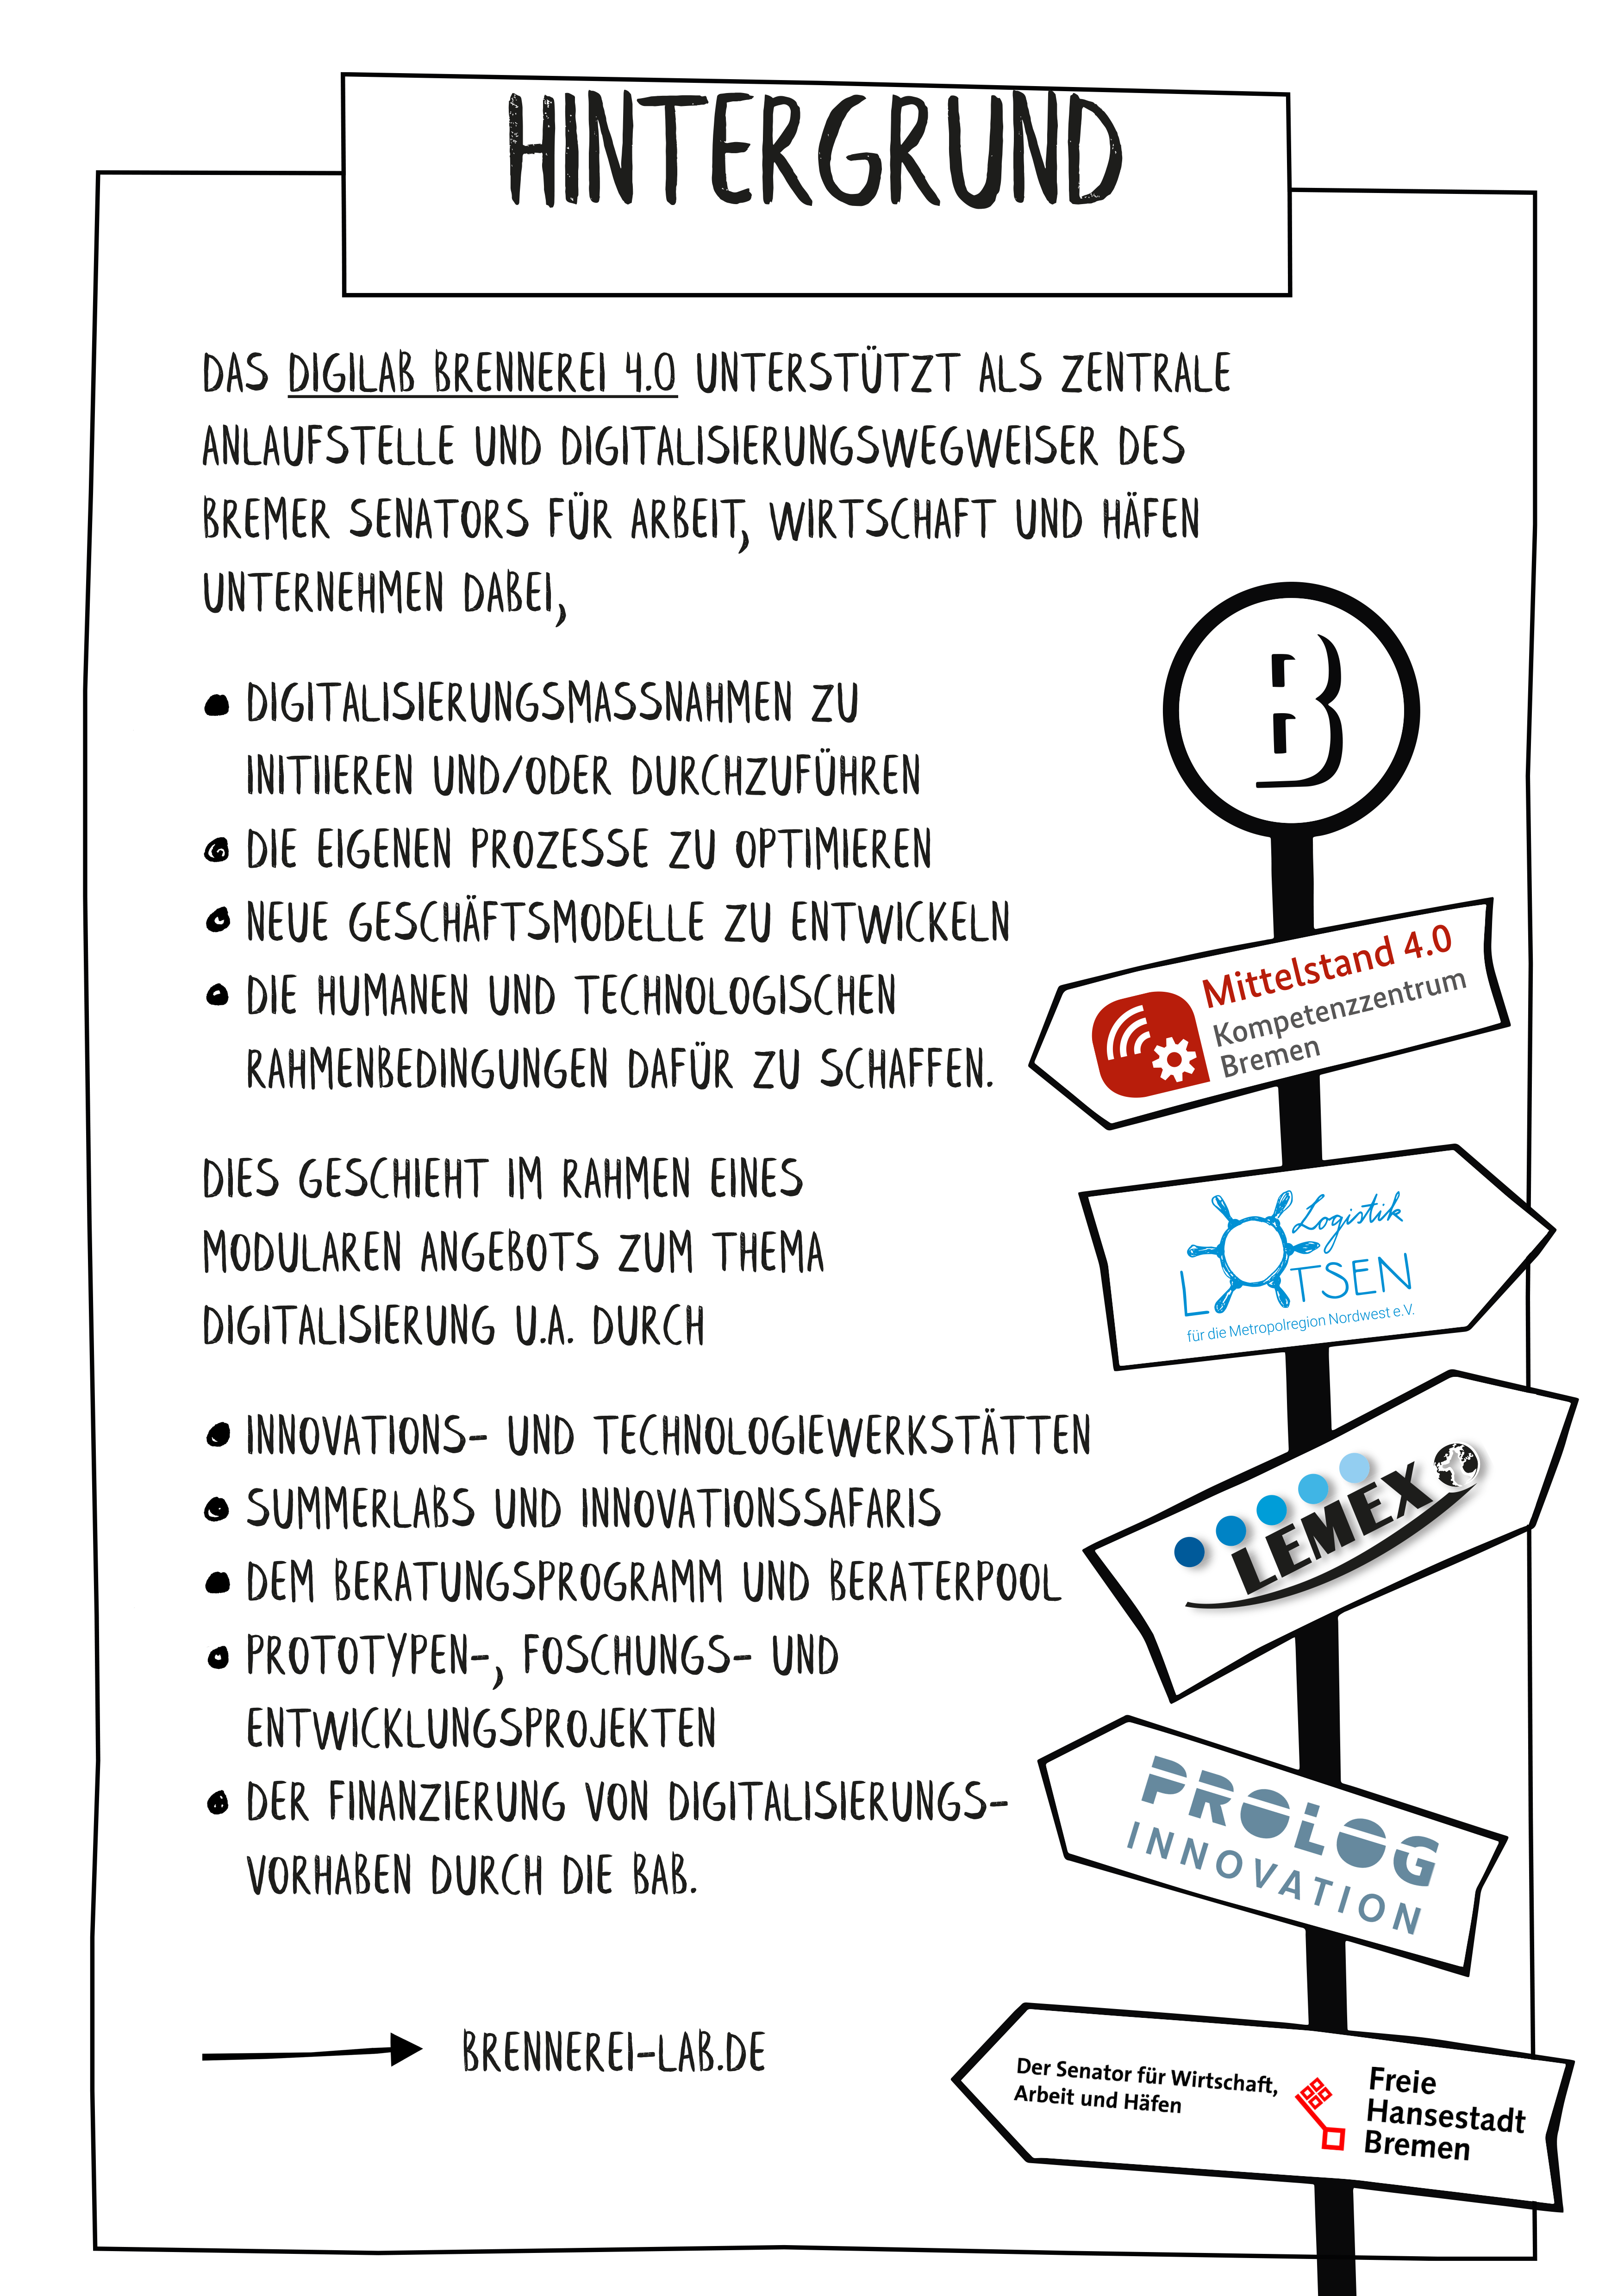 HINTERGRUND
DAS DIGILAB BRENNEREI 4.0 UNTERSTÜTZT ALS ZENTRALE
ANLAUFSTELLE UND DIGITALISIERUNGSWEGWEISER DES
BREMER SENATORS FÜR ARBEIT, WIRTSCHAFT UND HÄFEN
UNTERNEHMEN DABEI,
DIGITALISIERUNGSMASSNAHMEN ZU
INITIIEREN UND/ODER DURCHZUFÜHREN
DIE EIGENEN PROZESSE ZU OPTIMIEREN
NEUE GESCHÄFTSMODELLE ZU ENTWICKELN
DIE HUMANEN UND TECHNOLOGISCHEN
RAHMENBEDINGUNGEN DAFÜR ZU SCHAFFEN.
DIES GESCHIEHT IM RAHMEN EINES
MODULAREN ANGEBOTS ZUM THEMA
DIGITALISIERUNG U.A. DURCH
INNOVATIONS- UND TECHNOLOGIEWERKSTÄTTEN
SUMMERLABS UND INNOVATIONSSAFARIS
DEM BERATUNGSPROGRAMM UND BERATERPOOL
PROTOTYPEN-, FOSCHUNGS- UND
ENTWICKLUNGSPROJEKTEN
DER FINANZIERUNG VON DIGITALISIERUNGS-
VORHABEN DURCH DIE BAB.
BRENNEREI-LAB.DE
B
Mittelstand 4.0
Kompetenzzentrum
Bremen
Logistik
LOTSEN
für die Metropolregion Nordwest e.V.
LEMEX
PROLOG
INNOVATION
Der Senator für Wirtschaft,
Arbeit und Häfen
Freie
Hansestadt
Bremen